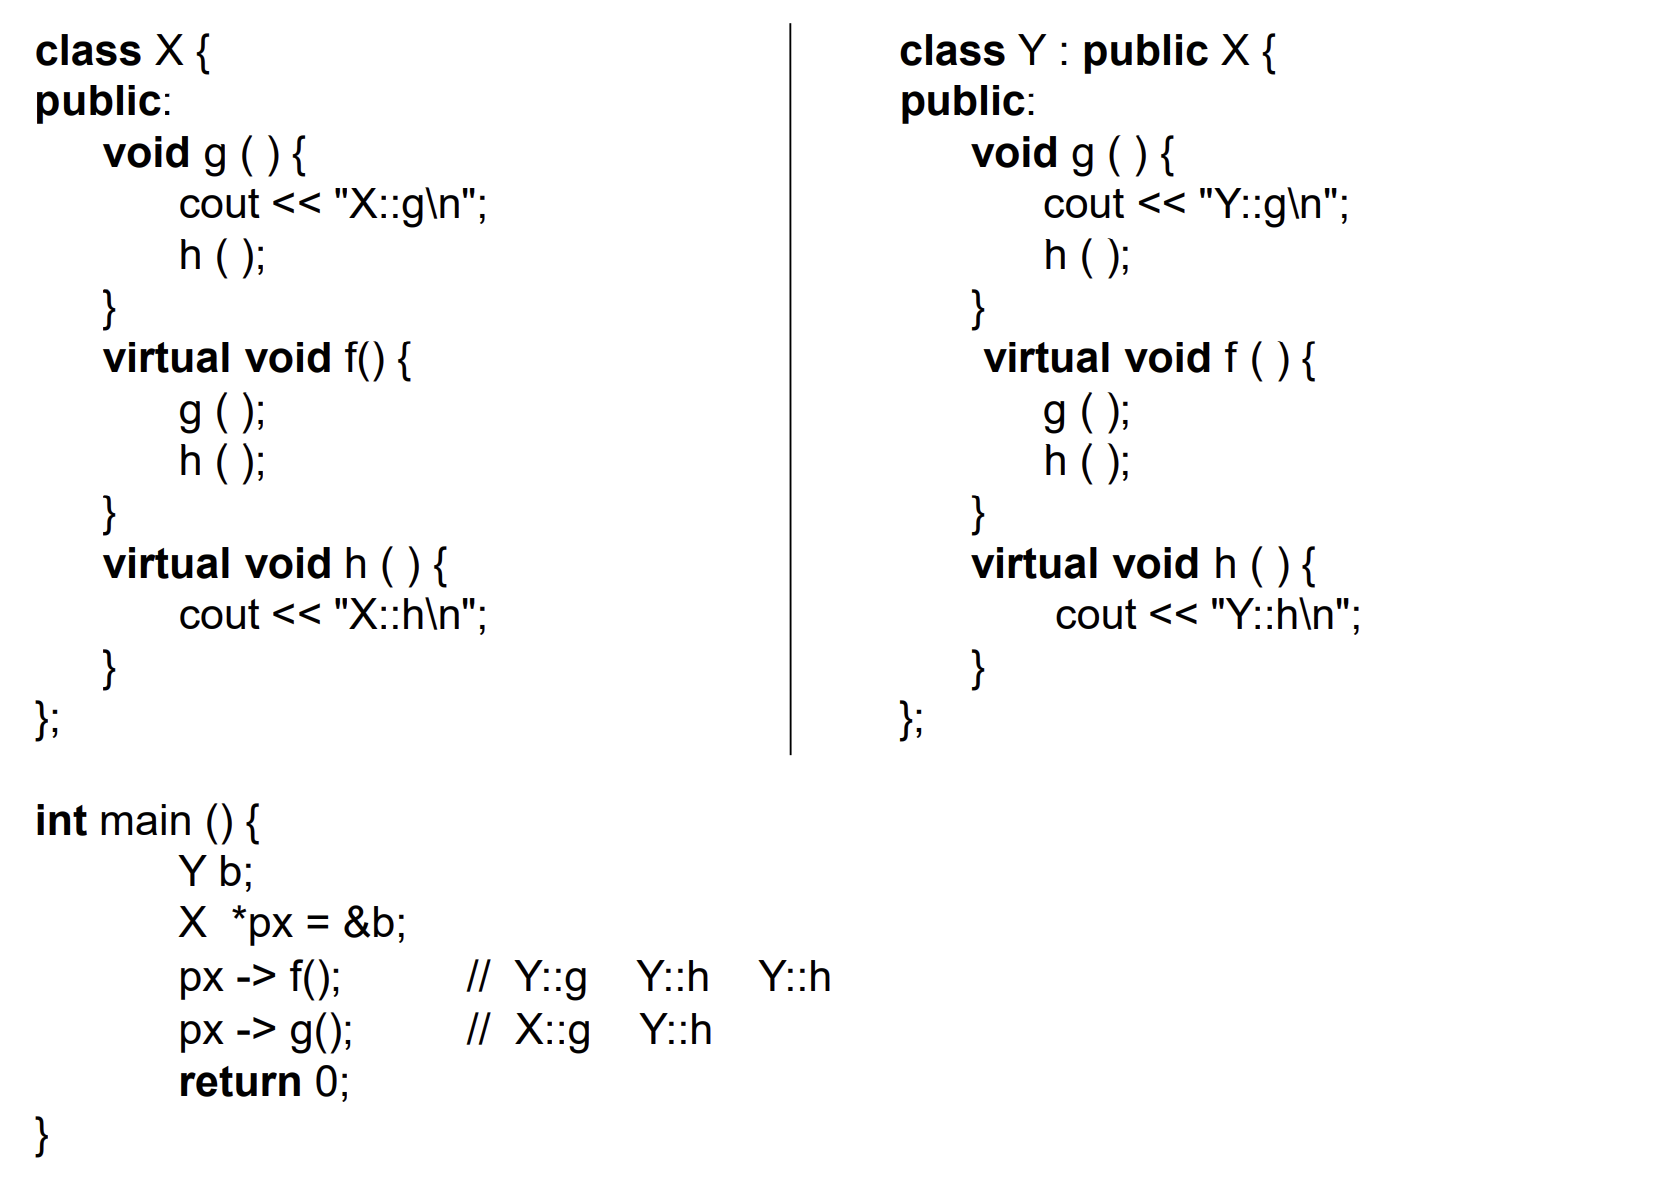 class X {
public:
void g ( ) {
cout << "X::g\n";
h ( );
}
virtual void f() {
g ( );
h ( );
}
virtual void h ( ) {
cout << "X::h\n";
}
};
class Y : public X {
public:
void g ( ) {
cout << "Y::g\n";
h ( );
}
virtual void f ( ) {
g ( );
h ( );
}
virtual void h ( ) {
cout << "Y::h\n";
}
};
int main () {
Y b;
X *px = &b;
px -> f(); // Y::g Y::h Y::h
px -> g(); // X::g Y::h
return 0;
}